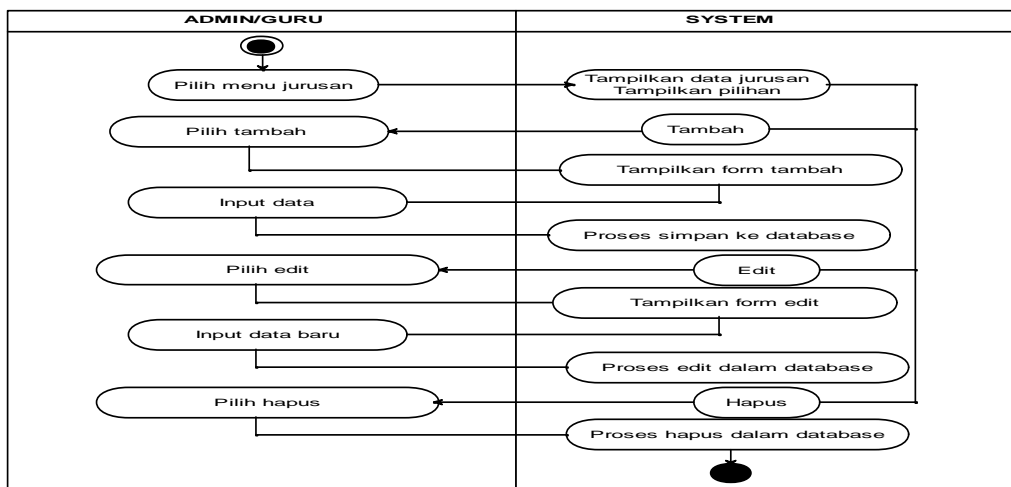 ADMIN/GURU
SYSTEM
Pilih menu jurusan
Tampilkan data jurusan
Tampilkan pilihan
Pilih tambah
Tambah
Tampilkan form tambah
Input data
Proses simpan ke database
Pilih edit
Edit
Tampilkan form edit
Input data baru
Proses edit dalam database
Pilih hapus
Hapus
Proses hapus dalam database